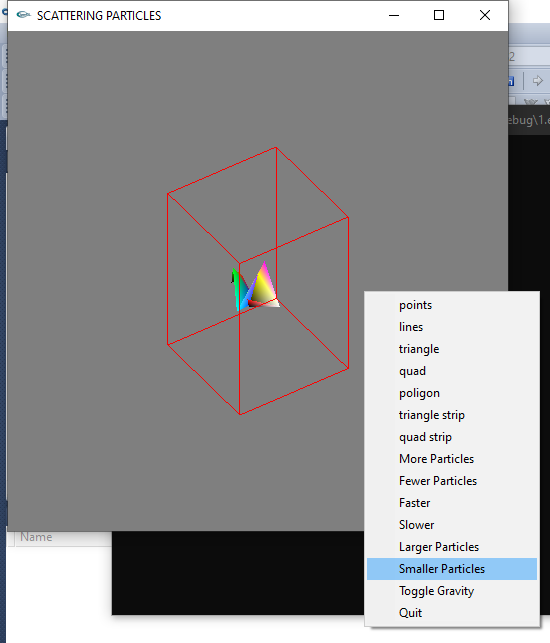 SCATTERING PARTICLES
2
ebug\1.e
points
lines
triangle
quad
poligon
triangle strip
quad strip
More Particles
Fewer Particles
Faster
Slower
Larger Particles
Smaller Particles
Toggle Gravity
Quit
Name